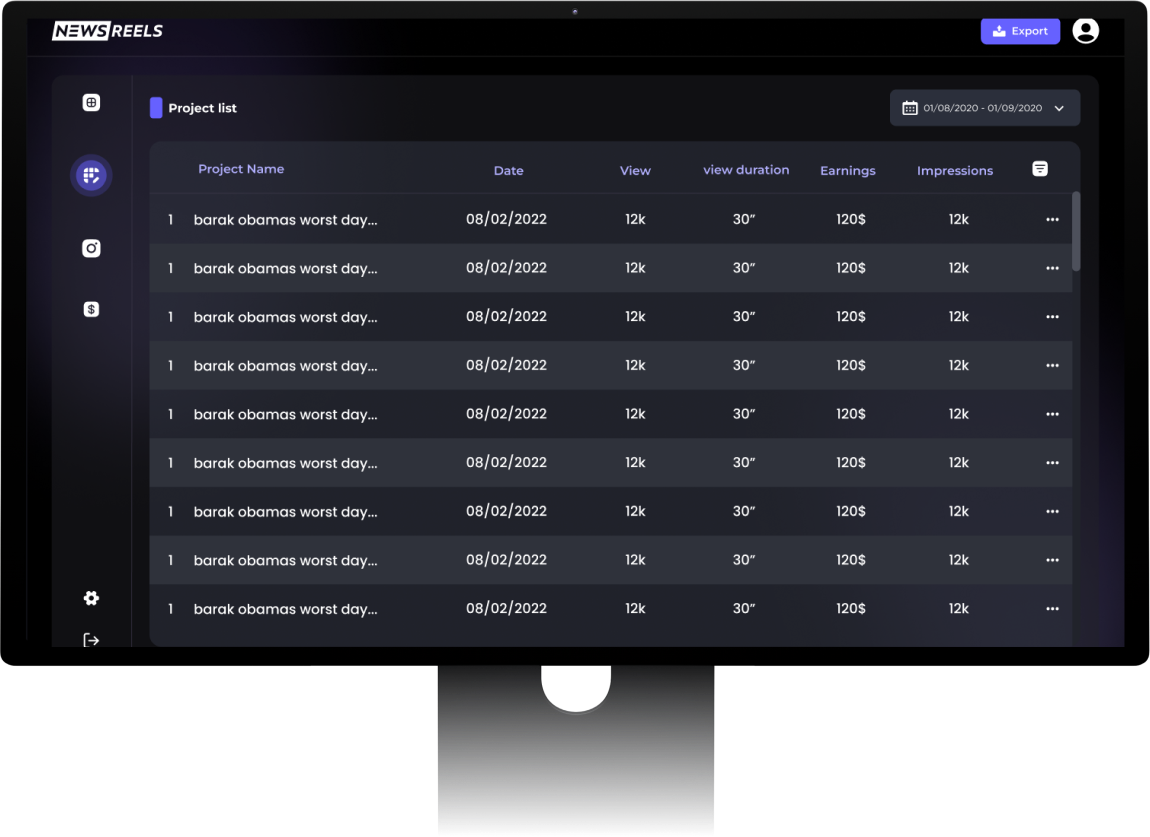 NEWS REELS
Export
Project list
01/08/2020 - 01/09/2020
Project Name Date View view duration Earnings Impressions
1 barak obamas worst day... 08/02/2022 12k 30” 120$ 12k
1 barak obamas worst day... 08/02/2022 12k 30” 120$ 12k
1 barak obamas worst day... 08/02/2022 12k 30” 120$ 12k
1 barak obamas worst day... 08/02/2022 12k 30” 120$ 12k
1 barak obamas worst day... 08/02/2022 12k 30” 120$ 12k
1 barak obamas worst day... 08/02/2022 12k 30” 120$ 12k
1 barak obamas worst day... 08/02/2022 12k 30” 120$ 12k
1 barak obamas worst day... 08/02/2022 12k 30” 120$ 12k
1 barak obamas worst day... 08/02/2022 12k 30” 120$ 12k